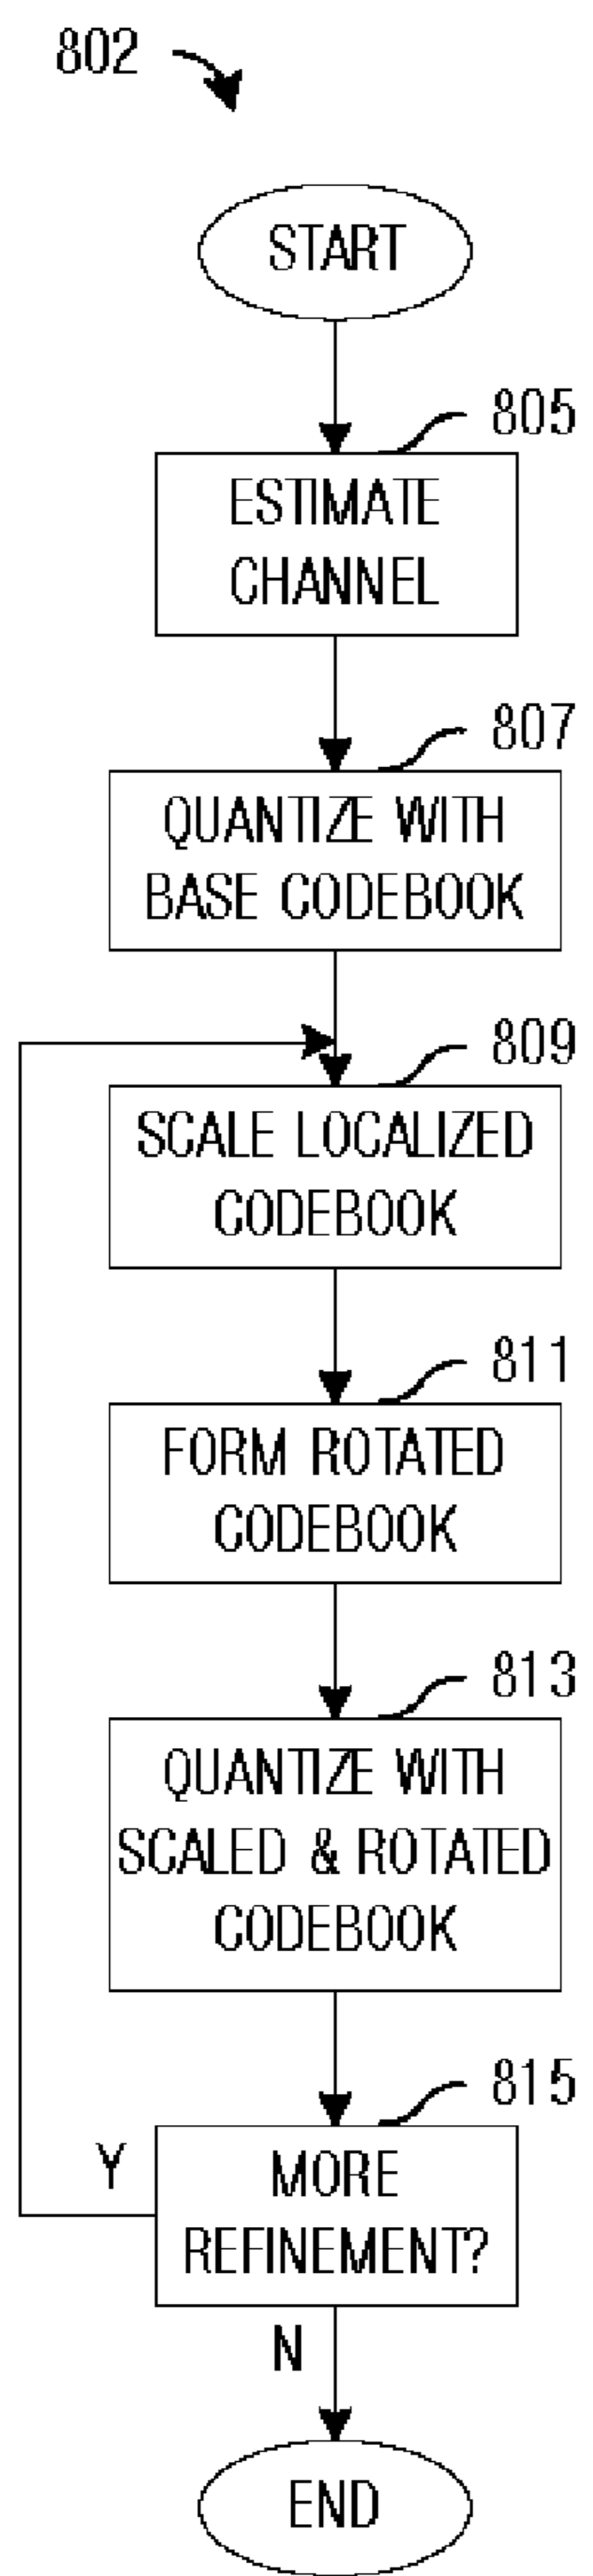 802
START
805
ESTIMATE
CHANNEL
807
QUANTIZE WITH
BASE CODEBOOK
809
SCALE LOCALIZED
CODEBOOK
811
FORM ROTATED
CODEBOOK
813
QUANTIZE WITH
SCALED & ROTATED
CODEBOOK
815
Y
MORE
REFINEMENT?
N
END